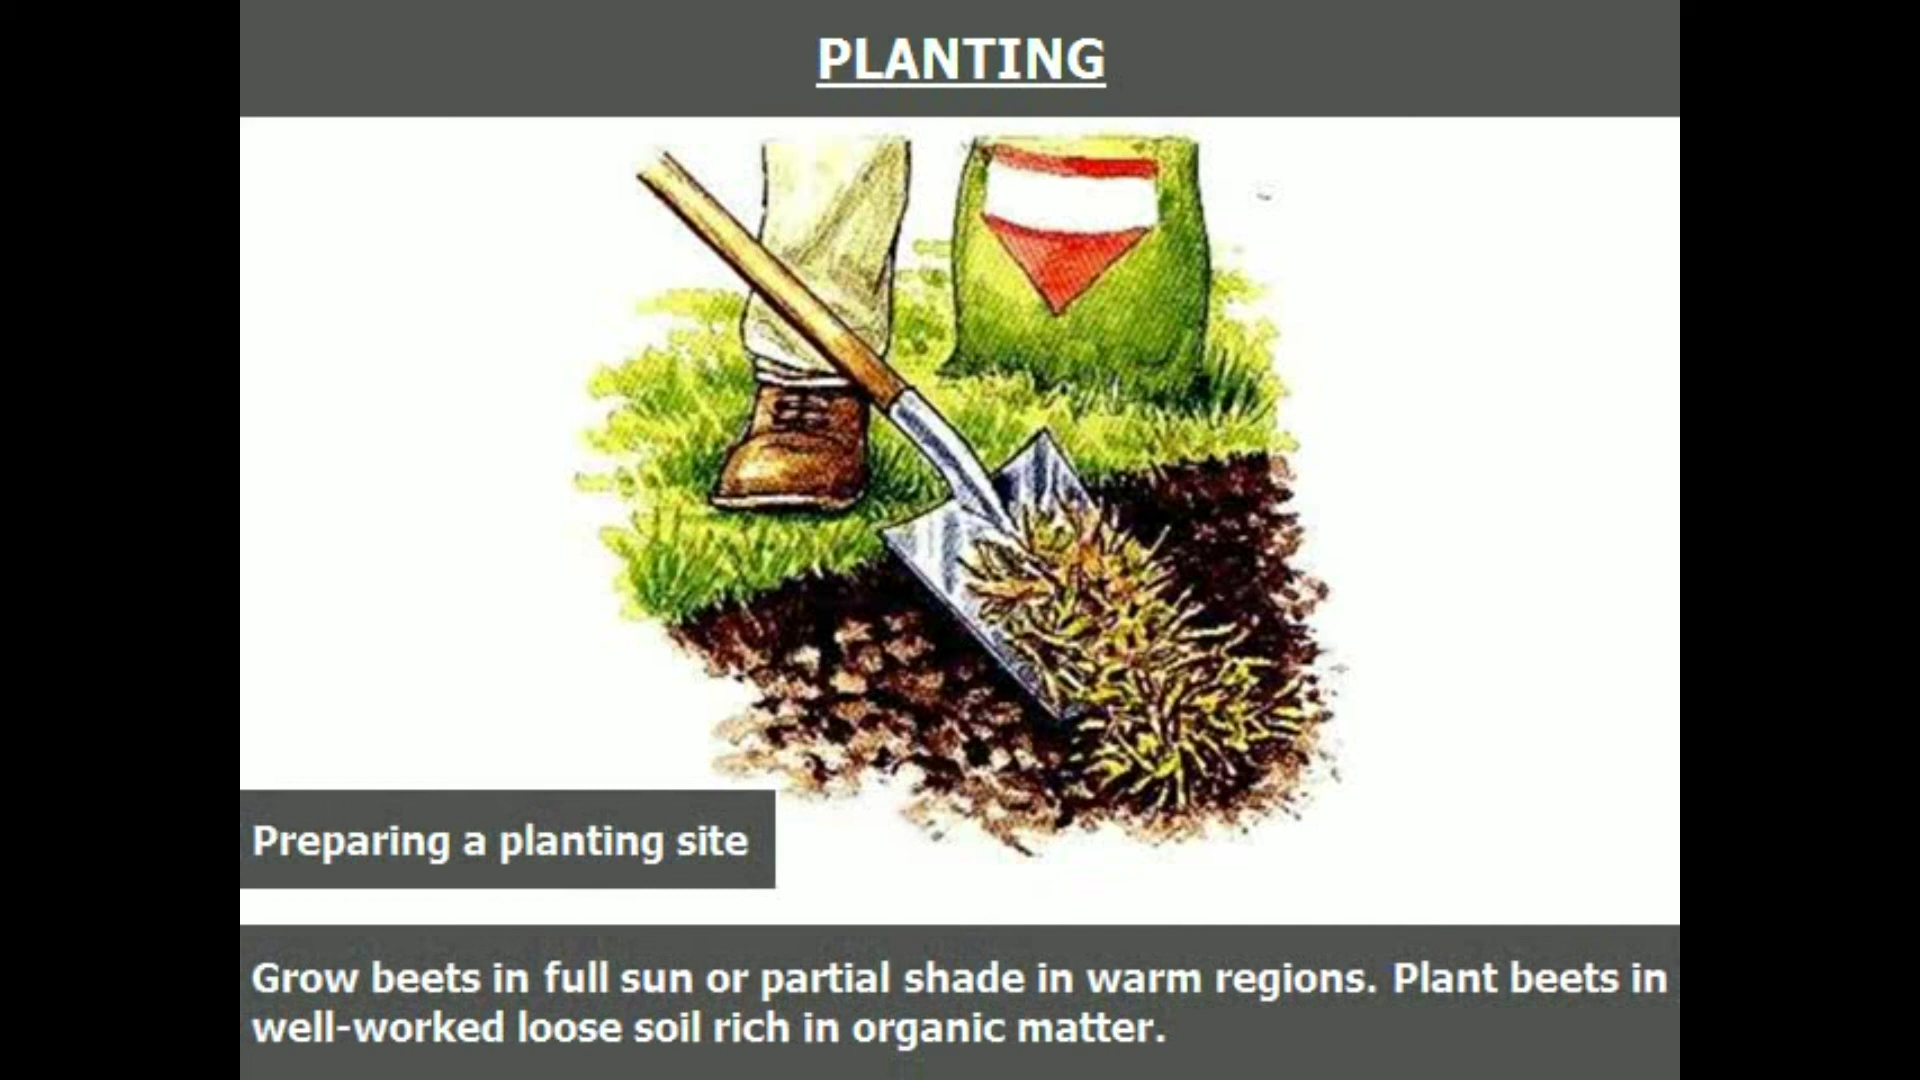 PLANTING
Preparing a planting site
Grow beets in full sun or partial shade in warm regions. Plant beets in
well-worked loose soil rich in organic matter.